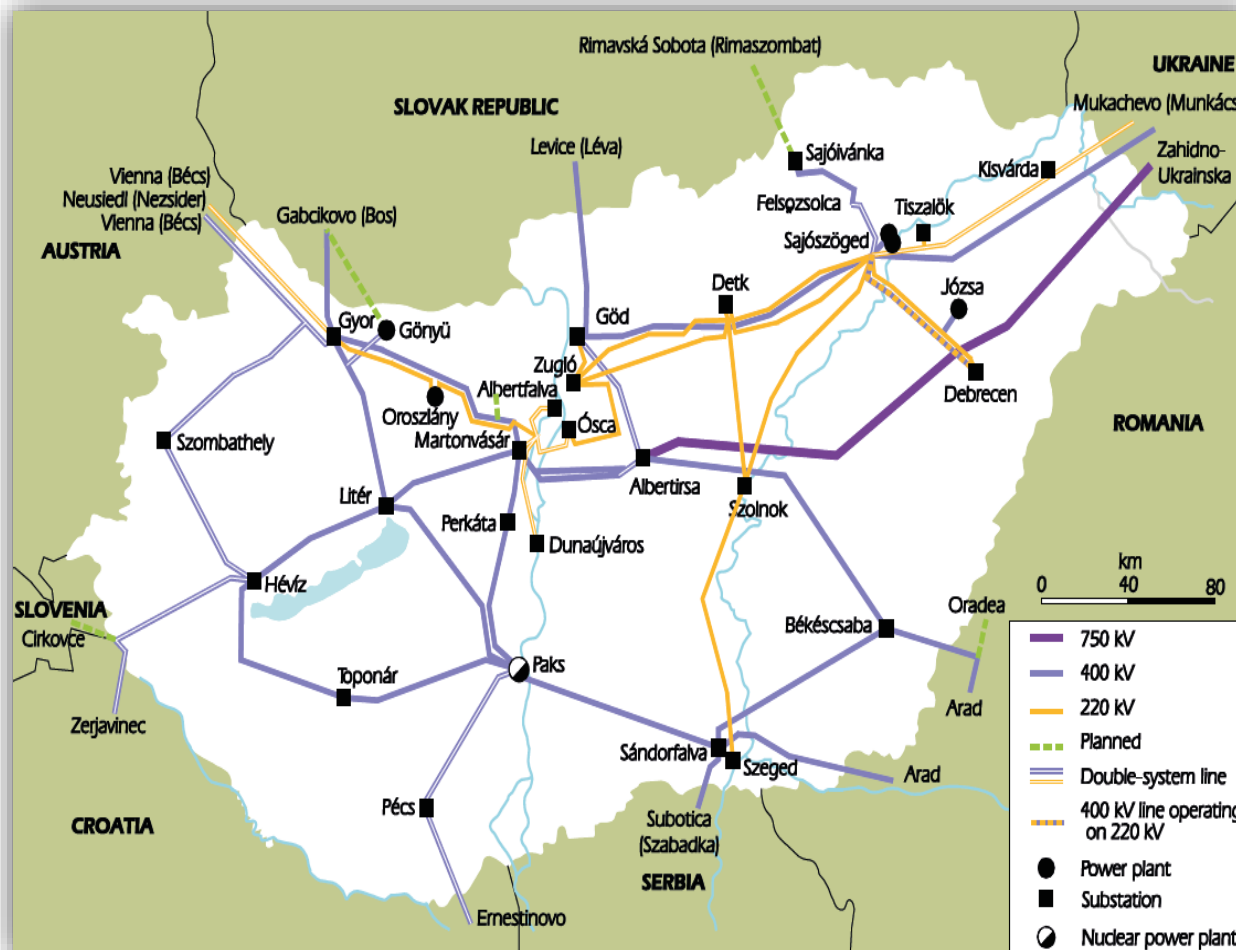 Rimavská Sobota (Rimaszombat)
UKRAINE
SLOVAK REPUBLIC
Mukachevo (Munkács
Levice (Léva)
Sajóivánka
Zahidno-
Ukrainska
Kisvárda
Vienna (Bécs)
Neusiedl (Nezsider)
Vienna (Bécs)
Gabcikovo (Bos)
Felsozsolca
Tiszalök
Sajószöged
AUSTRIA
Detk
Józsa
Gyor
Gönyü
Göd
Zugló
Albertfalva
Debrecen
Oroszlány
Ósca
ROMANIA
Martonvásár
Szombathely
Albertirsa
Litér
Szolnok
Perkáta
Dunaújváros
km
0 40 80
Hévíz
SLOVENIA
Cirkovce
Oradea
Békéscsaba
Paks
Toponár
Arad
Zerjavinec
Sándorfalva
Szeged
Arad
Pécs
Subotica
(Szabadka)
CROATIA
SERBIA
Ernestinovo
750 kV
400 kV
220 kV
Planned
Double-system line
400 kV line operating
on 220 kV
Power plant
Substation
Nuclear power plant